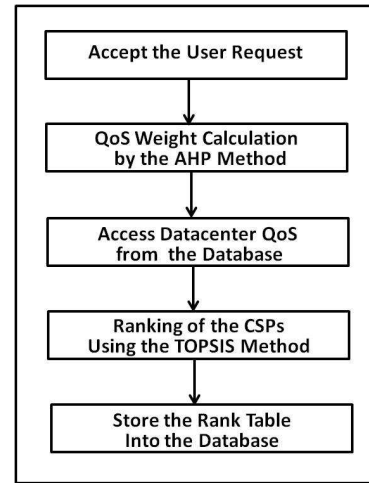 Accept the User Request
QoS Weight Calculation
by the AHP Method
Access Datacenter QoS
from the Database
Ranking of the CSPs
Using the TOPSIS Method
Store the Rank Table
Into the Database